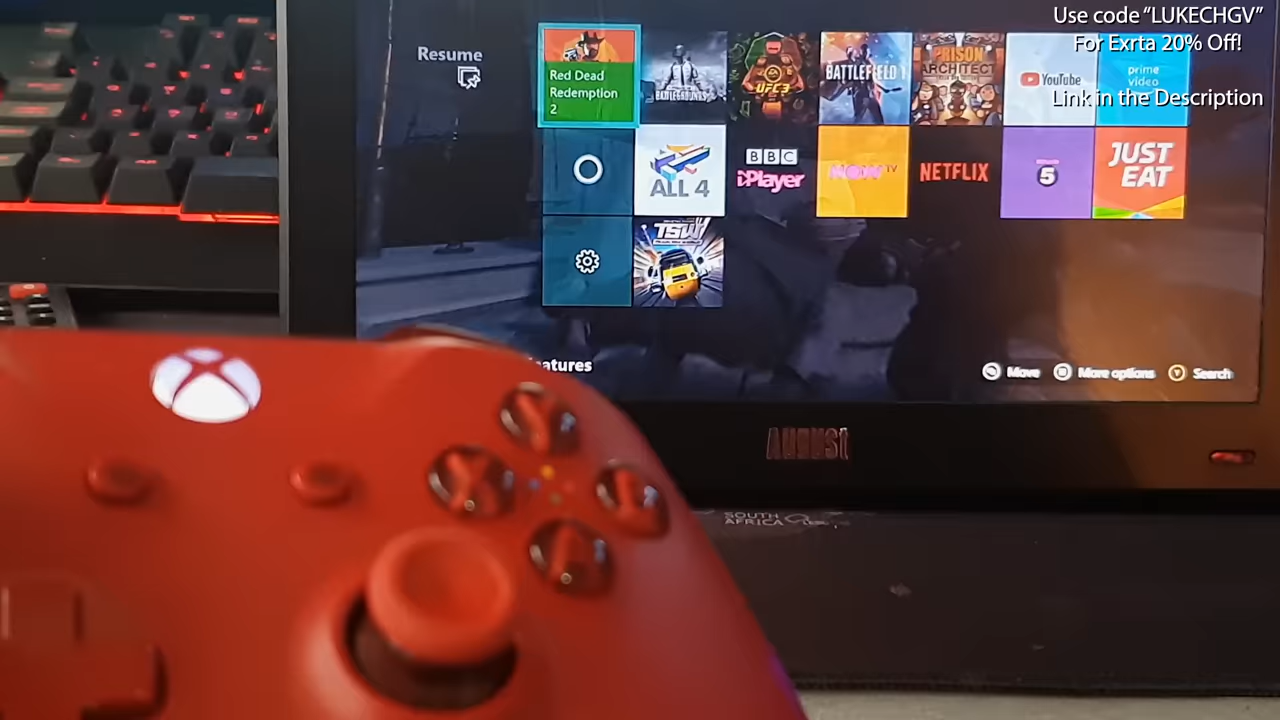 Use code “LUKECHGV”
For Exrta 20% Off!
Link in the Description
Resume
Red Dead
Redemption
2
BATTLEGROUNDS
UFC3
BATTLEFIELD 1
PRISON
ARCHITECT
YouTube
prime
video
ALL 4
BBC
iPlayer
NOW TV
NETFLIX
5
JUST
EAT
TSW
atures
Move
More options
Search
AUGUSt
SOUTH
AFRICA
Y
X
A